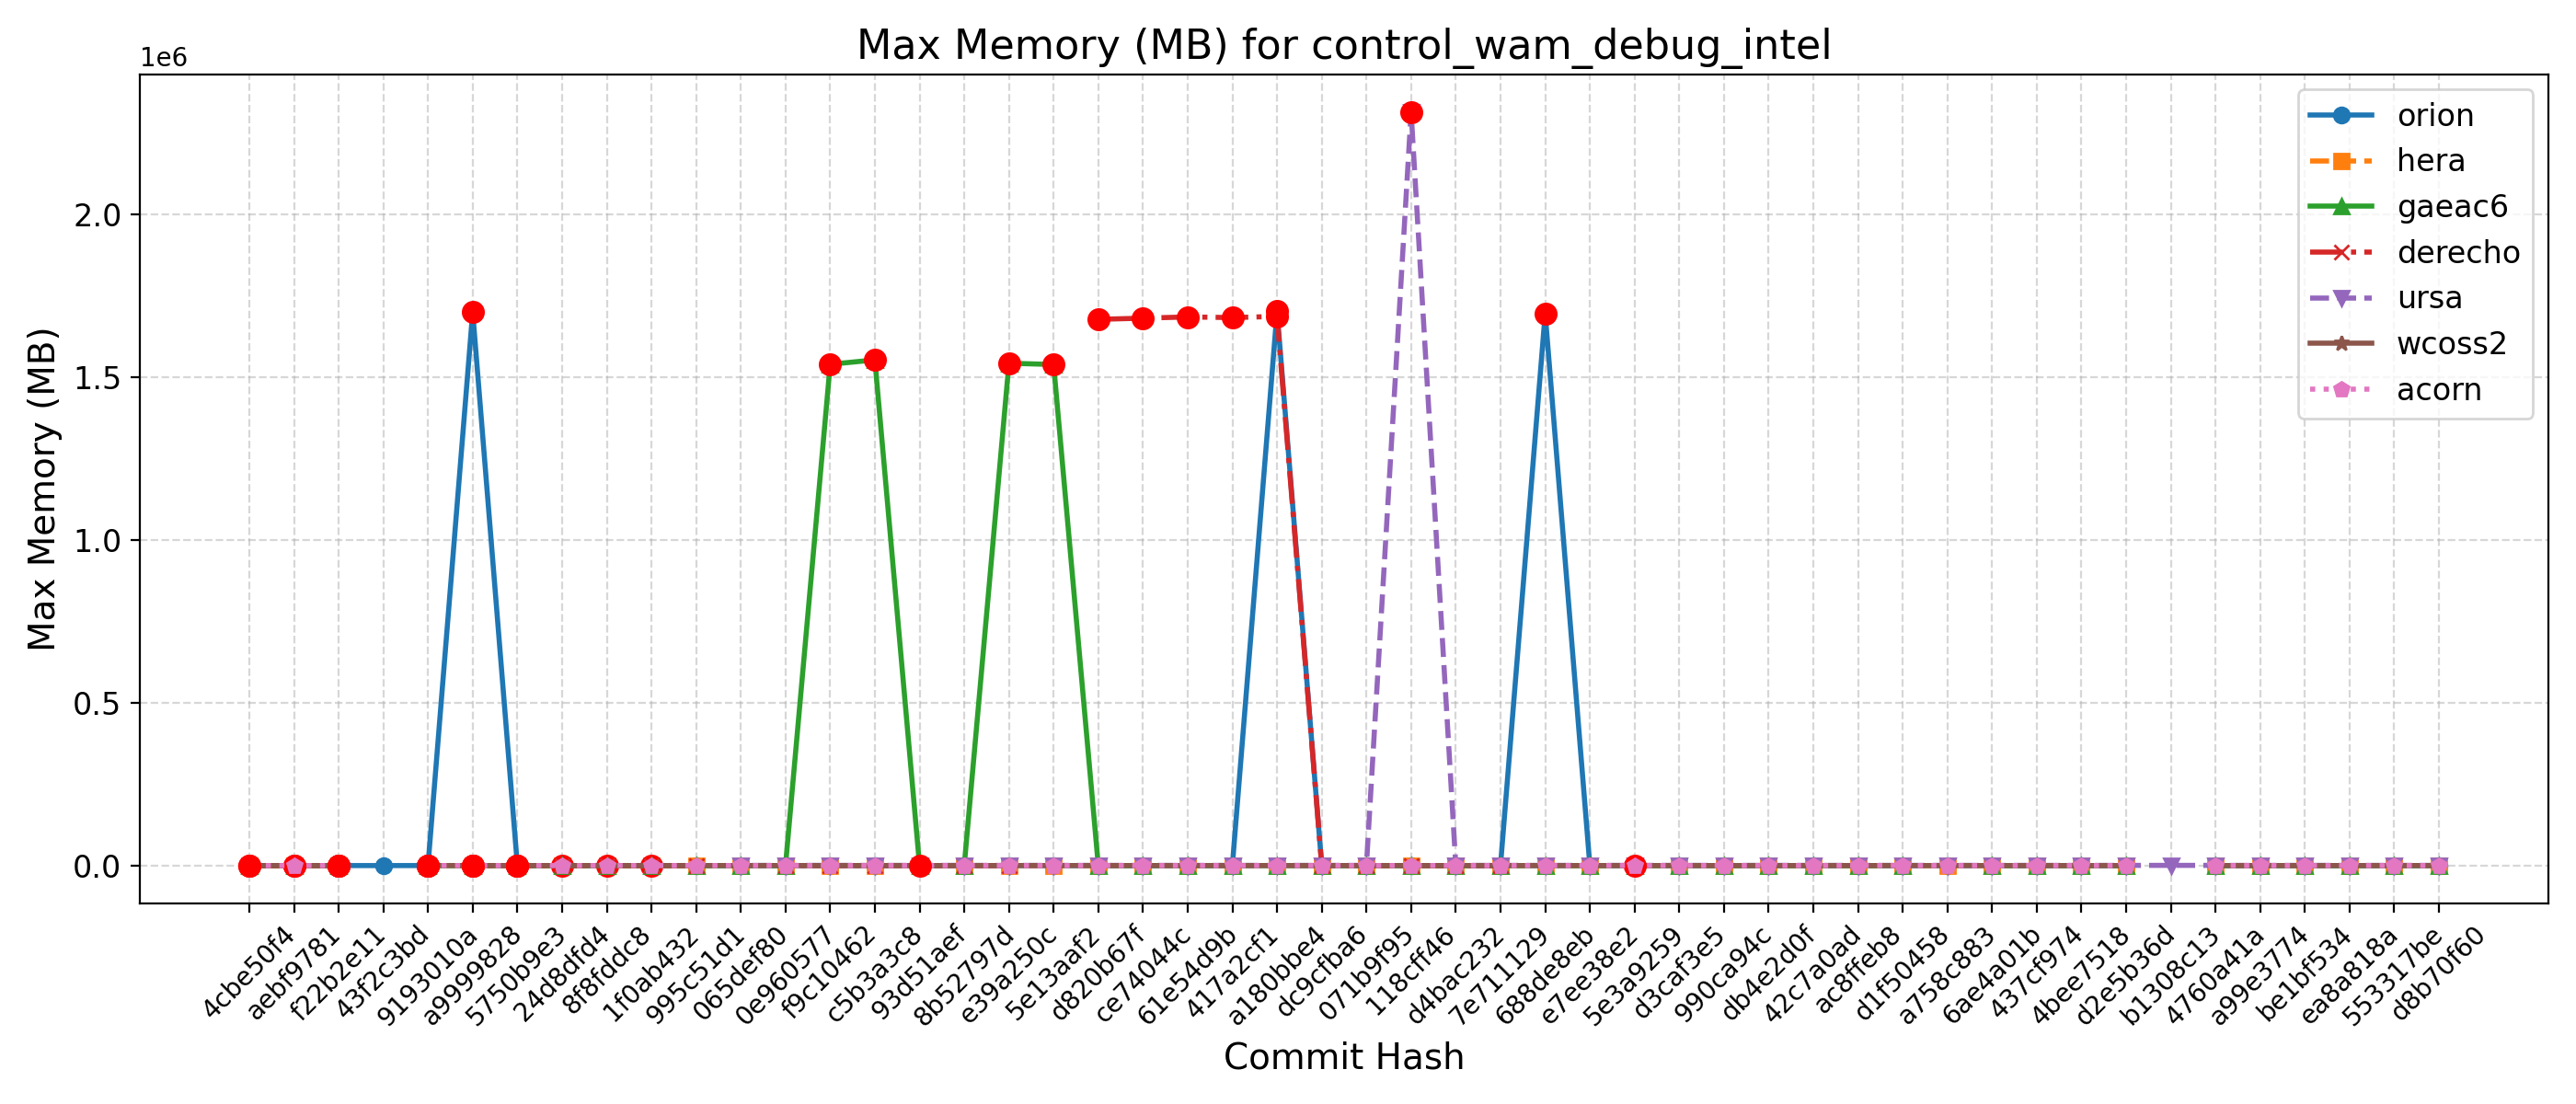 Max Memory (MB) for control_wam_debug_intel
1e6
Max Memory (MB)
2.0
1.5
1.0
0.5
0.0
orion
hera
gaeac6
derecho
ursa
wcoss2
acorn
4cbe50f4
aebf9781
f22b2e11
43f2c3bd
9193010a
a9999828
5750b9e3
24d8dfd4
8f8fddc8
1f0ab432
995c51d1
065def80
0e960577
f9c10462
c5b3a3c8
93d51aef
8b52797d
e39a250c
5e13aaf2
d820b67f
ce74044c
61e54d9b
417a2cf1
a180bbe4
dc9cfba6
071b9f95
118cff46
d4bac232
7e711129
688de8eb
e7ee38e2
5e3a9259
d3caf3e5
990ca94c
db4e2d0f
42c7a0ad
ac8ffeb8
d1f50458
a758c883
6ae4a01b
437cf974
4bee7518
d2e5b36d
b1308c13
4760a41a
a99e3774
be1bf534
ea8a818a
553317be
d8b70f60
Commit Hash